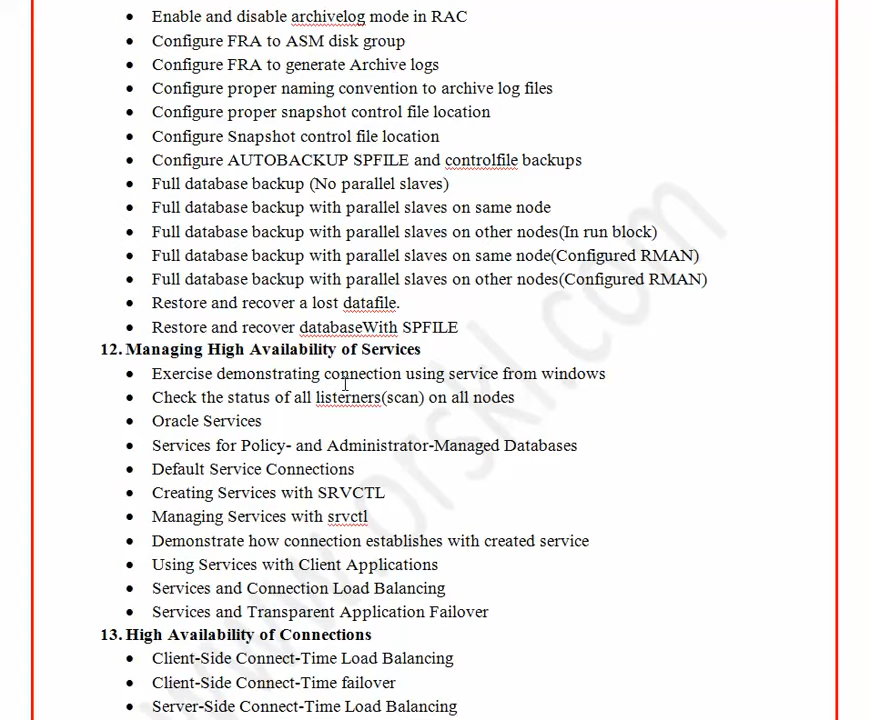 • Enable and disable archivelog mode in RAC
• Configure FRA to ASM disk group
• Configure FRA to generate Archive logs
• Configure proper naming convention to archive log files
• Configure proper snapshot control file location
• Configure Snapshot control file location
• Configure AUTOBACKUP SPFILE and controlfile backups
• Full database backup (No parallel slaves)
• Full database backup with parallel slaves on same node
• Full database backup with parallel slaves on other nodes(In run block)
• Full database backup with parallel slaves on same node(Configured RMAN)
• Full database backup with parallel slaves on other nodes(Configured RMAN)
• Restore and recover a lost datafile.
• Restore and recover databaseWith SPFILE
12. Managing High Availability of Services
• Exercise demonstrating connection using service from windows
• Check the status of all listerners(scan) on all nodes
• Oracle Services
• Services for Policy- and Administrator-Managed Databases
• Default Service Connections
• Creating Services with SRVCTL
• Managing Services with srvctl
• Demonstrate how connection establishes with created service
• Using Services with Client Applications
• Services and Connection Load Balancing
• Services and Transparent Application Failover
13. High Availability of Connections
• Client-Side Connect-Time Load Balancing
• Client-Side Connect-Time failover
• Server-Side Connect-Time Load Balancing